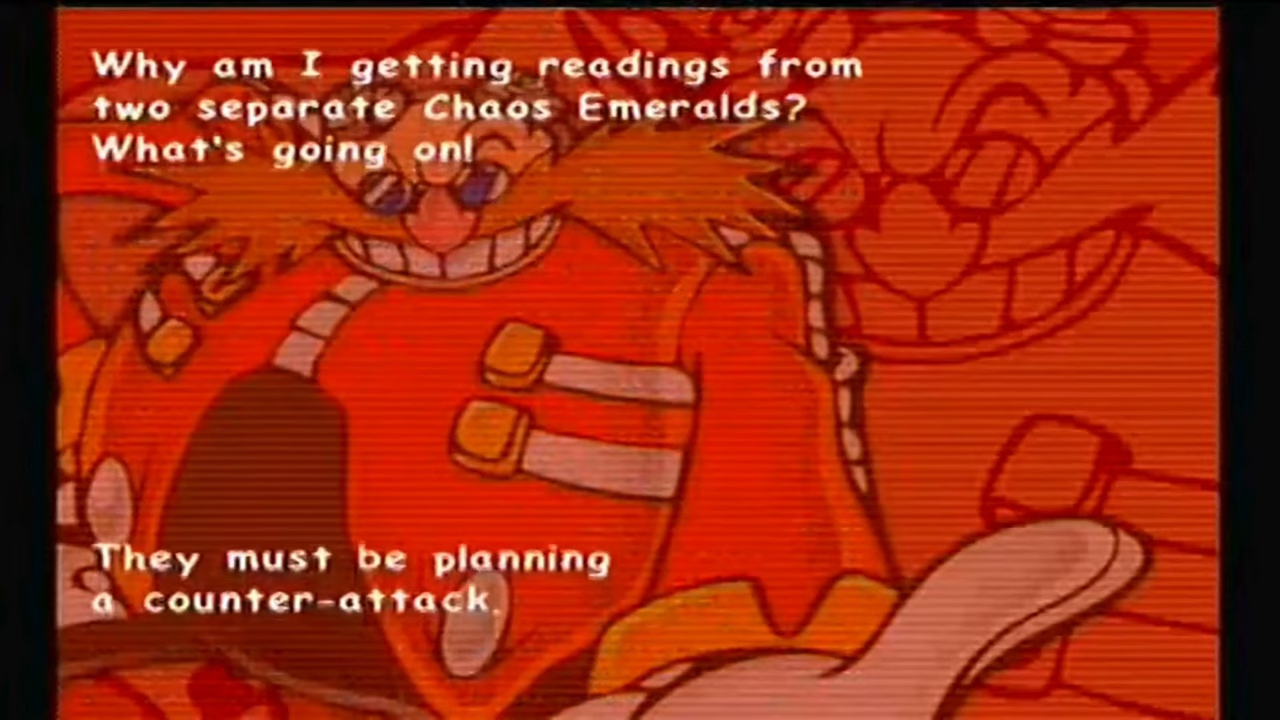 Why am I getting readings from
two separate Chaos Emeralds?
What's going on!
They must be planning
a counter-attack.